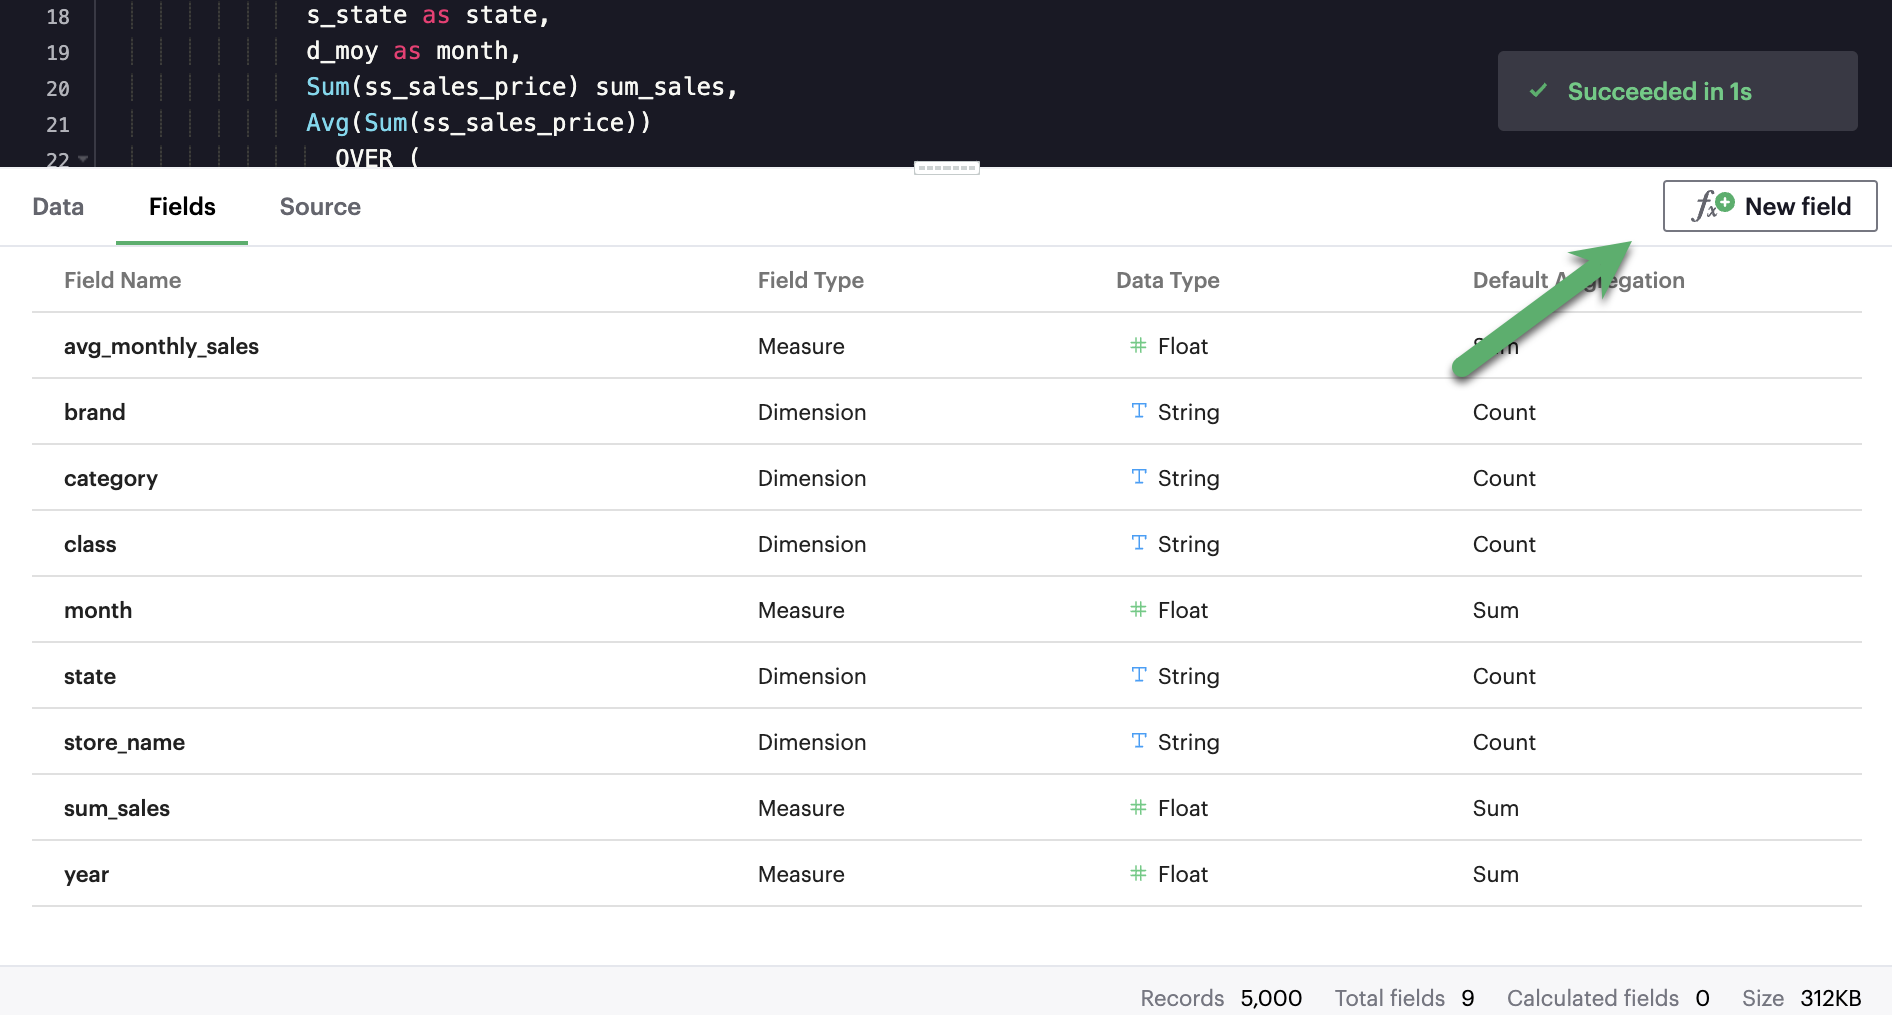 18 s_state as state,
19 d_moy as month,
20 Sum(ss_sales_price) sum_sales,
21 Avg(Sum(ss_sales_price))
22 OVER (
Succeeded in 1s
Data Fields Source New field
Field Name Field Type Data Type Default Aggregation
avg_monthly_sales Measure # Float Sum
brand Dimension T String Count
category Dimension T String Count
class Dimension T String Count
month Measure # Float Sum
state Dimension T String Count
store_name Dimension T String Count
sum_sales Measure # Float Sum
year Measure # Float Sum
Records 5,000 Total fields 9 Calculated fields 0 Size 312KB